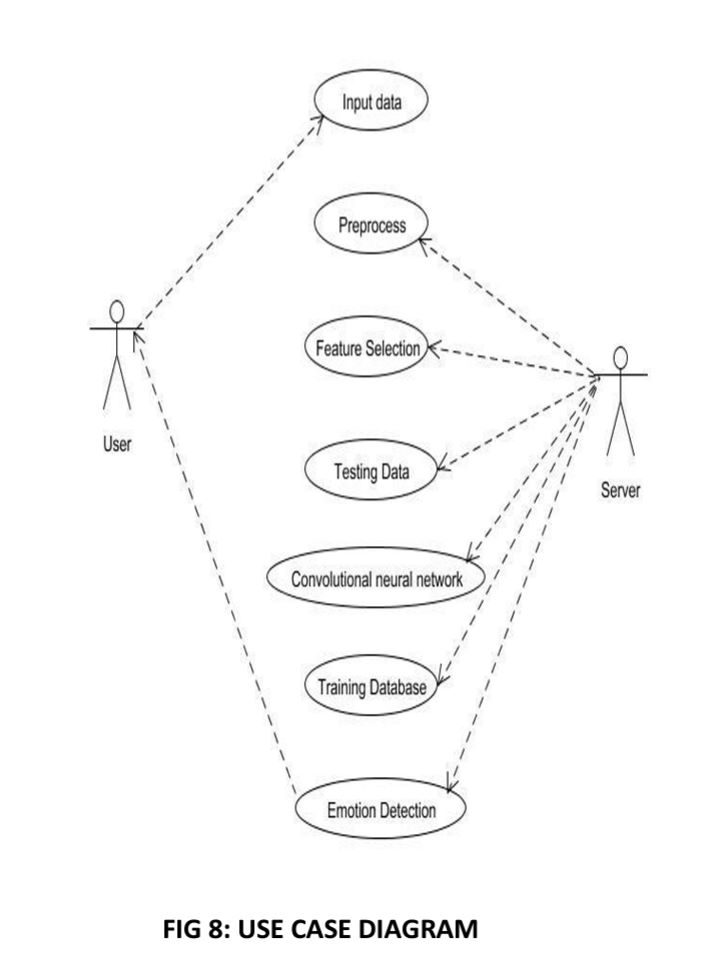 Input data
Preprocess
Feature Selection
User
Testing Data
Server
Convolutional neural network
Training Database
Emotion Detection
FIG 8: USE CASE DIAGRAM